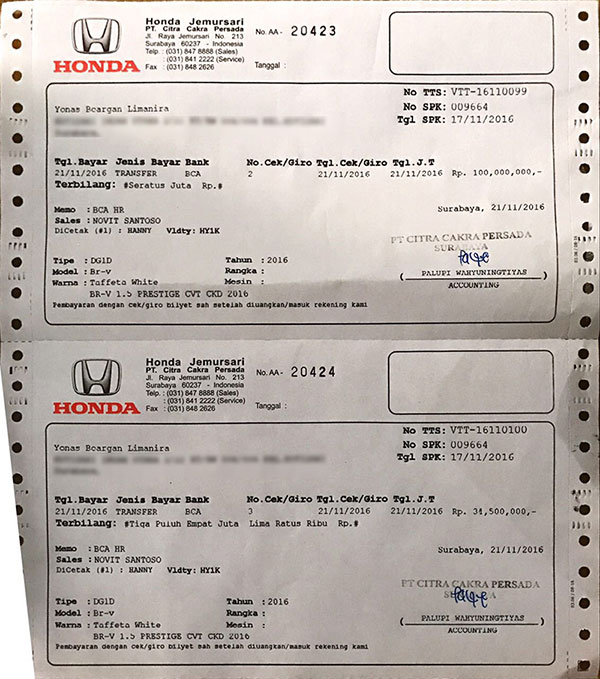 Honda Jemursari
PT. Citra Cakra Persada
Jl. Raya Jemursari No. 213
Surabaya 60237 - Indonesia
Telp. : (031) 847 8888 (Sales)
: (031) 841 2222 (Service)
Fax : (031) 848 2626
HONDA
No. AA - 20423
Tanggal :
No TTS: VTT-16110099
No SPK: 009664
Tgl SPK: 17/11/2016
Yonas Boargan Limanira
Tgl.Bayar Jenis Bayar Bank No.Cek/Giro Tgl.Cek/Giro Tgl.J.T
21/11/2016 TRANSFER BCA 2 21/11/2016 21/11/2016 Rp. 100,000,000,-
Terbilang: #Seratus Juta Rp.#
Memo : BCA HR
Surabaya, 21/11/2016
Sales : NOVIT SANTOSO
DiCetak (#1) : HANNY Vldty: HY1K
PT CITRA CAKRA PERSADA
SURABAYA
Tipe : DG1D Tahun : 2016
Model : Br-v Rangka :
Warna : Taffeta White Mesin :
BR-V 1.5 PRESTIGE CVT CKD 2016
( PALUPI WAHYUNINGTIYAS )
ACCOUNTING
Pembayaran dengan cek/giro bilyet sah setelah diuangkan/masuk rekening kami
Honda Jemursari
PT. Citra Cakra Persada
Jl. Raya Jemursari No. 213
Surabaya 60237 - Indonesia
Telp. : (031) 847 8888 (Sales)
: (031) 841 2222 (Service)
Fax : (031) 848 2626
HONDA
No. AA - 20424
Tanggal :
No TTS: VTT-16110100
No SPK: 009664
Tgl SPK: 17/11/2016
Yonas Boargan Limanira
Tgl.Bayar Jenis Bayar Bank No.Cek/Giro Tgl.Cek/Giro Tgl.J.T
21/11/2016 TRANSFER BCA 3 21/11/2016 21/11/2016 Rp. 34,500,000,-
Terbilang: #Tiga Puluh Empat Juta Lima Ratus Ribu Rp.#
Memo : BCA HR
Surabaya, 21/11/2016
Sales : NOVIT SANTOSO
DiCetak (#1) : HANNY Vldty: HY1K
PT CITRA CAKRA PERSADA
Tipe : DG1D Tahun : 2016
Model : Br-v Rangka :
Warna : Taffeta White Mesin :
BR-V 1.5 PRESTIGE CVT CKD 2016
( PALUPI WAHYUNINGTIYAS )
ACCOUNTING
Pembayaran dengan cek/giro bilyet sah setelah diuangkan/masuk rekening kami